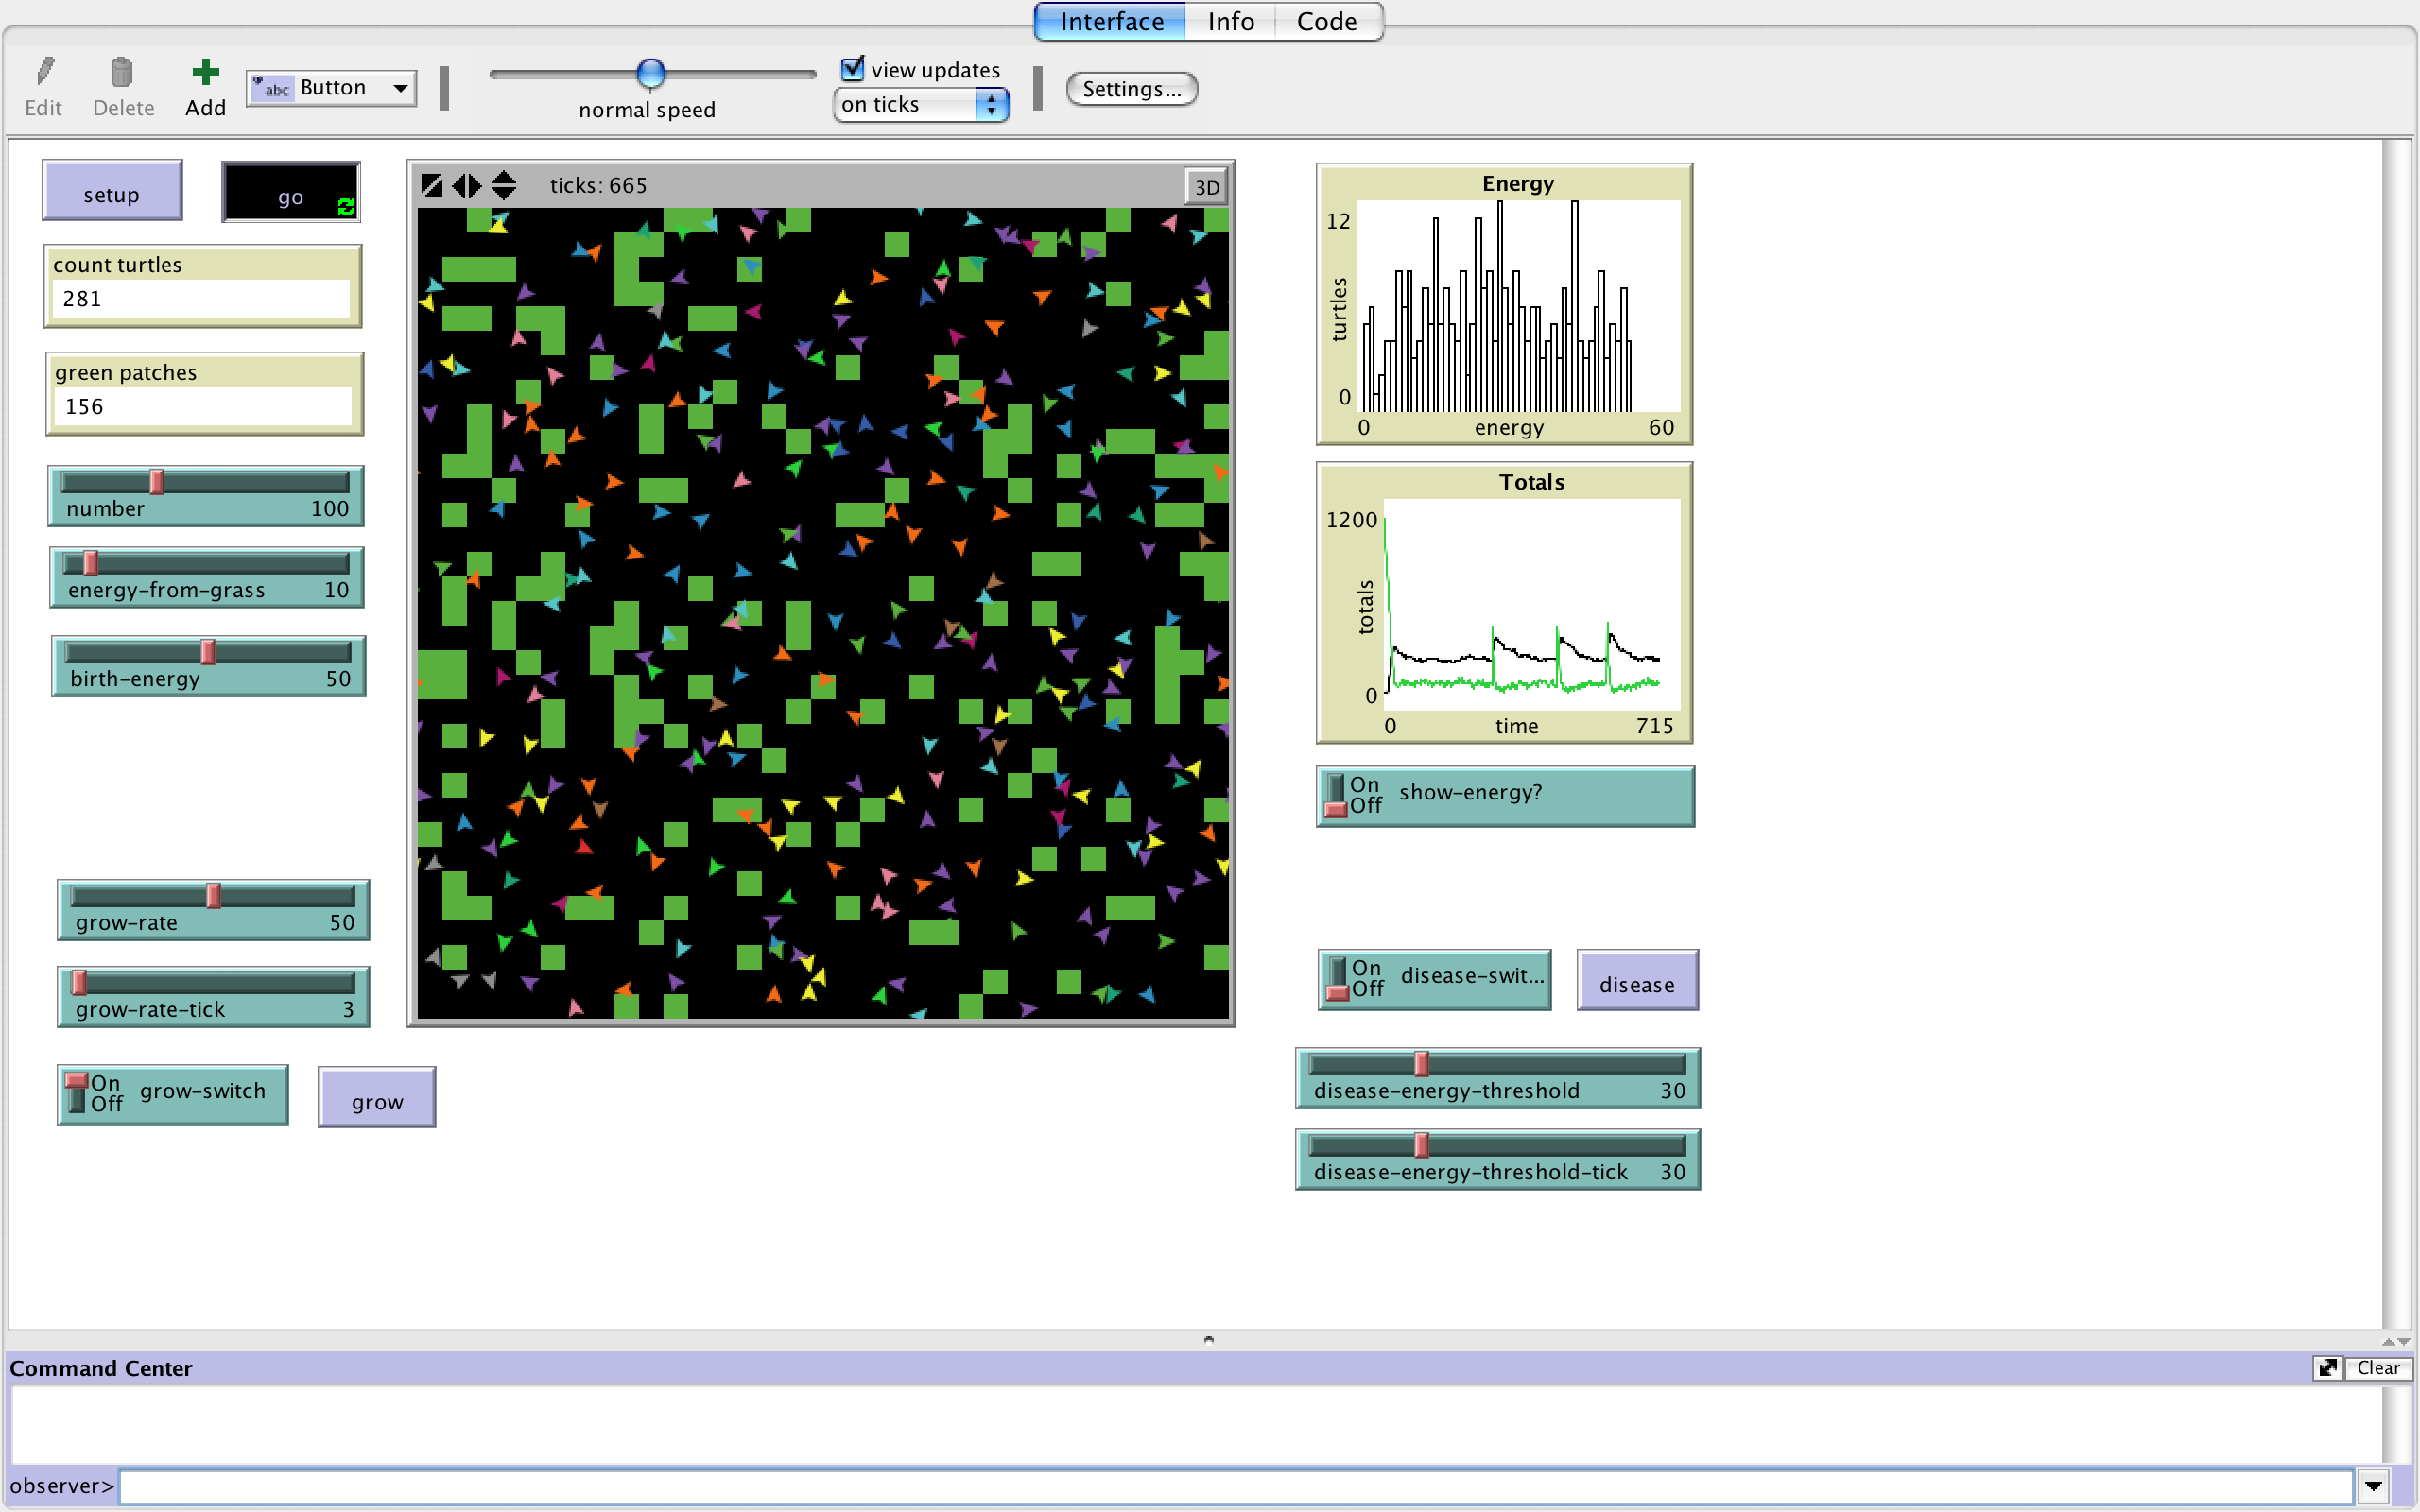 Interface Info Code
Edit Delete Add abc Button normal speed view updates on ticks Settings...
setup go
count turtles
281
green patches
156
number 100
energy-from-grass 10
birth-energy 50
grow-rate 50
grow-rate-tick 3
On
Off
grow-switch
grow
ticks: 665 3D
Energy
12
turtles
0
0 energy 60
Totals
1200
totals
0
0 time 715
On
Off
show-energy?
On
Off
disease-swit...
disease
disease-energy-threshold 30
disease-energy-threshold-tick 30
Command Center Clear
observer>